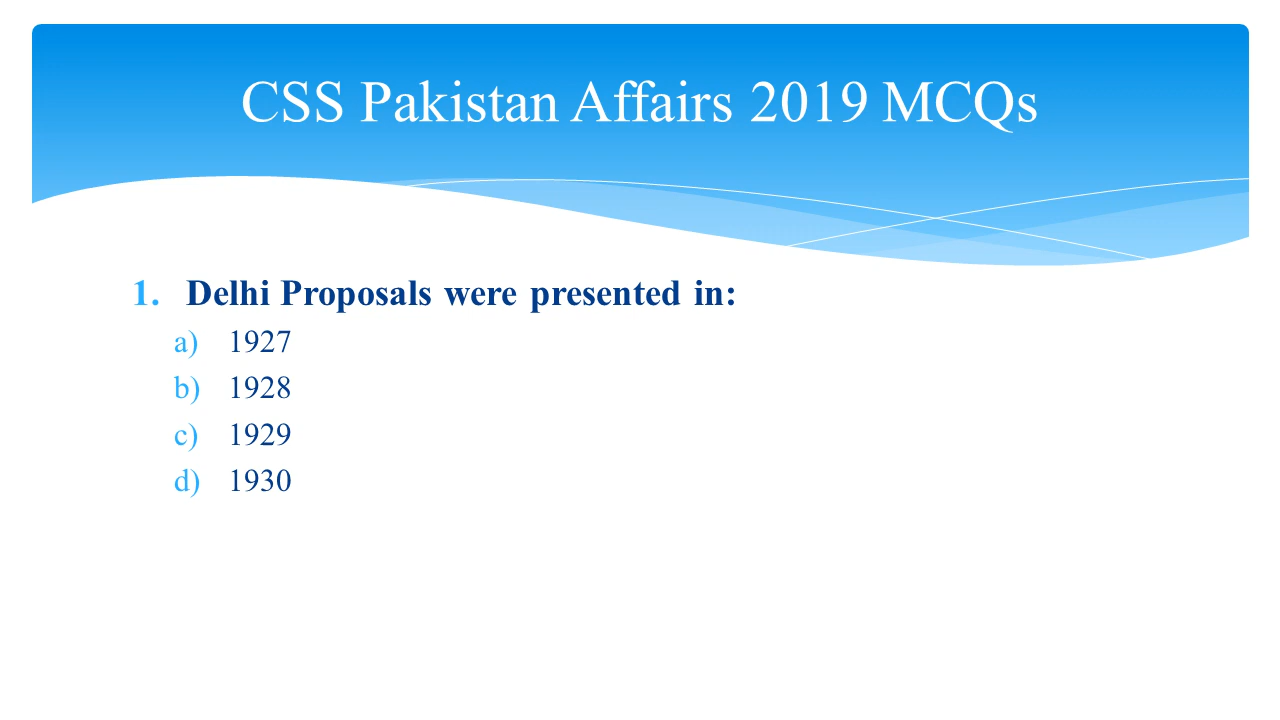 CSS Pakistan Affairs 2019 MCQs
1. Delhi Proposals were presented in:
a) 1927
b) 1928
c) 1929
d) 1930